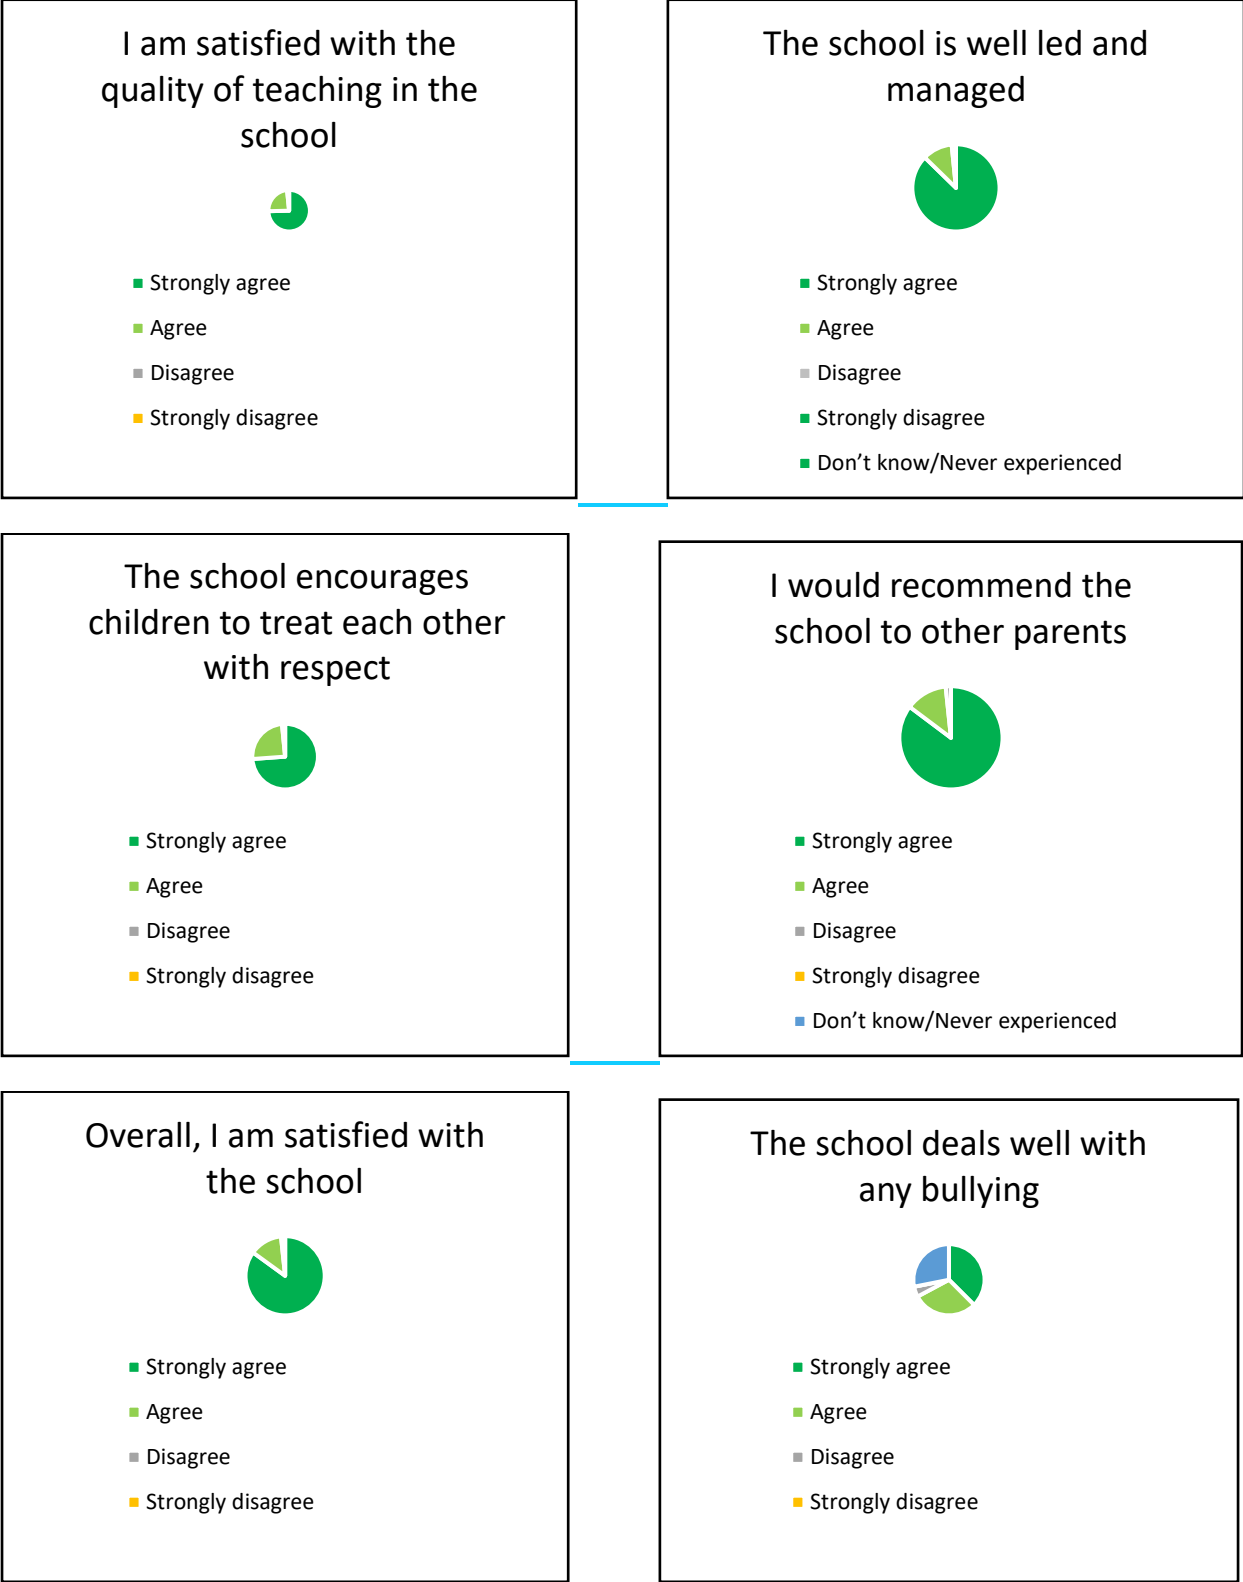 I am satisfied with the
quality of teaching in the
school
Strongly agree
Agree
Disagree
Strongly disagree
The school is well led and
managed
Strongly agree
Agree
Disagree
Strongly disagree
Don’t know/Never experienced
The school encourages
children to treat each other
with respect
Strongly agree
Agree
Disagree
Strongly disagree
I would recommend the
school to other parents
Strongly agree
Agree
Disagree
Strongly disagree
Don’t know/Never experienced
Overall, I am satisfied with
the school
Strongly agree
Agree
Disagree
Strongly disagree
The school deals well with
any bullying
Strongly agree
Agree
Disagree
Strongly disagree